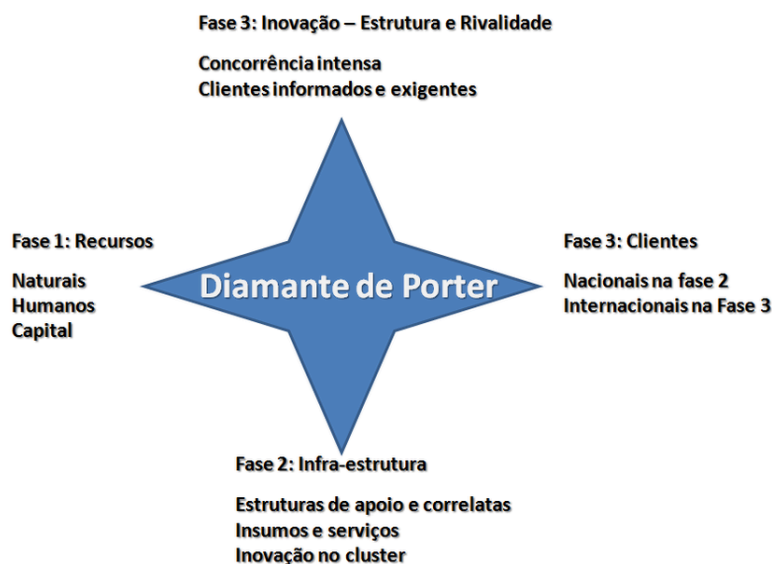 Fase 3: Inovação – Estrutura e Rivalidade
Concorrência intensa
Clientes informados e exigentes
Fase 1: Recursos
Naturais
Humanos
Capital
Diamante de Porter
Fase 3: Clientes
Nacionais na fase 2
Internacionais na Fase 3
Fase 2: Infra-estrutura
Estruturas de apoio e correlatas
Insumos e serviços
Inovação no cluster